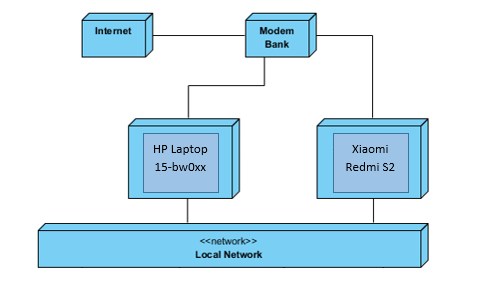 Internet
Modem
Bank
HP Laptop
15-bw0xx
Xiaomi
Redmi S2
<<network>>
Local Network